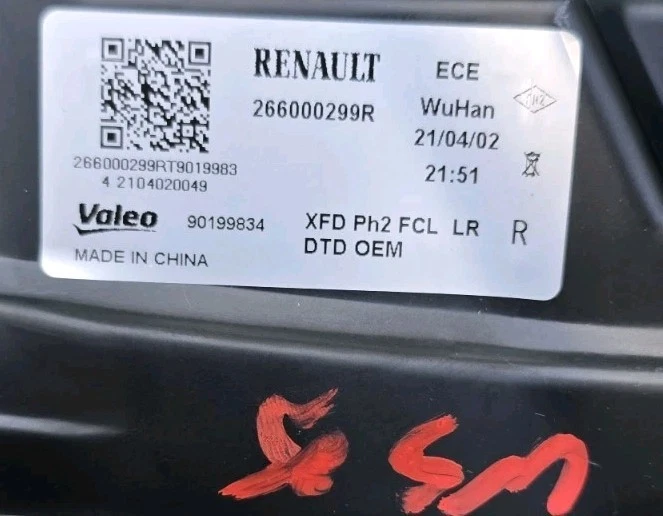 RENAULT ECE
266000299R WuHan
21/04/02
266000299RT9019983 21:51
4 2104020049
Valeo 90199834 XFD Ph2 FCL LR R
DTD OEM
MADE IN CHINA